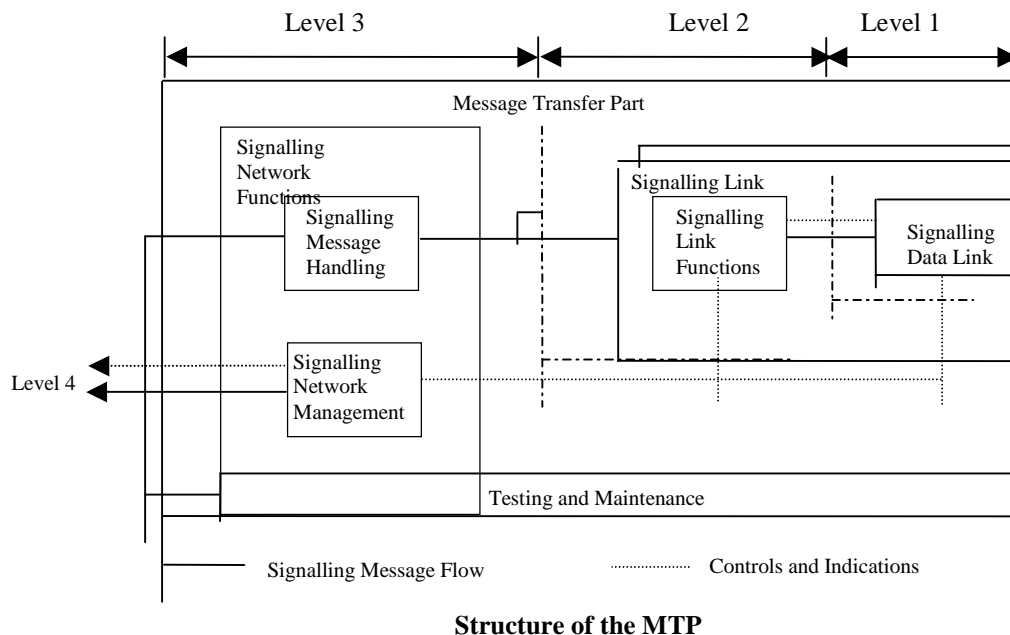 Level 3
Level 2
Level 1
Message Transfer Part
Signalling
Network
Functions
Signalling
Message
Handling
Signalling Link
Signalling
Link
Functions
Signalling
Data Link
Level 4
Signalling
Network
Management
Testing and Maintenance
Signalling Message Flow
Controls and Indications
Structure of the MTP